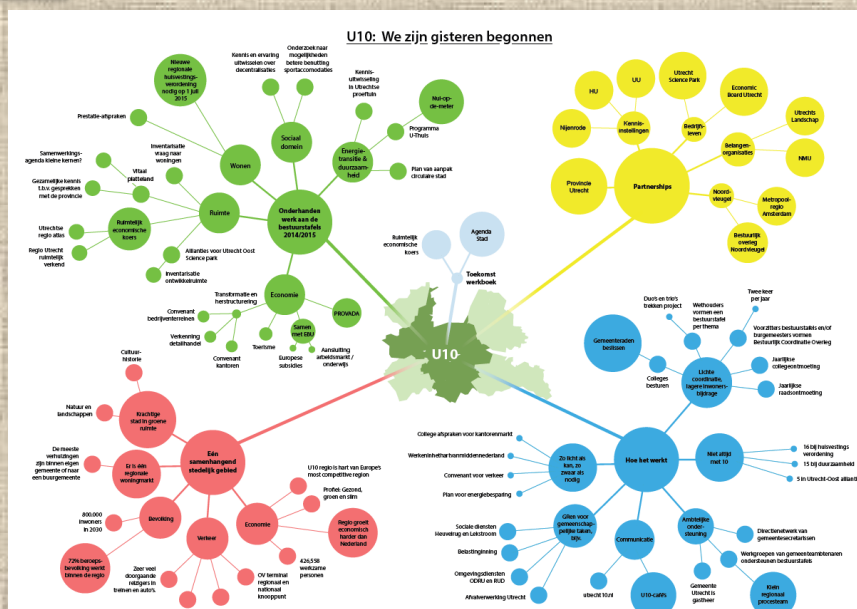 U10: We zijn gisteren begonnen
Nieuwe
regionale
huisvestings-
verordening
nodig op 1 juli
2015
Prestatie-afspraken
Wonen
Kennis en ervaring
uitwisselen over
decentralisaties
Onderzoek naar
mogelijkheden
betere benutting
sportaccomodaties
Sociaal
domein
Kennis-
uitwisseling
in Utrechtse
proeftuin
Nul-op-
de-meter
Programma
U-Thuis
Energie-
transitie &
duurzaam-
heid
Plan van aanpak
circulaire stad
Samenwerkings-
agenda kleine kernen?
Inventarisatie
vraag naar
woningen
Vitaal
platteland
Gezamelijke kennis
t.b.v. gesprekken
met de provincie
Ruimte
Utrechtse
regio atlas
Ruimtelijk
economische
koers
Regio Utrecht
ruimtelijk
verkend
Allianties voor Utrecht Oost
Science park
Inventarisatie
ontwikkelruimte
Onderhanden
werk aan de
bestuurstafels
2014/2015
Economie
Transformatie en
herstructurering
Convenant
bedrijventerreinen
Verkenning
detailhandel
Convenant
kantoren
Toerisme
Samen
met EBU
Europese
subsidies
Aansluiting
arbeidsmarkt /
onderwijs
PROVADA
Ruimtelijk
economische
koers
Agenda
Stad
Toekomst
werkboek
U10
HU
UU
Nijenrode
Kennis-
instellingen
Utrecht
Science Park
Bedrijfs-
leven
Economic
Board Utrecht
Belangen-
organisaties
Utrechts
Landschap
NMU
Provincie
Utrecht
Partnerships
Noord-
vleugel
Metropool-
regio
Amsterdam
Bestuurlijk
overleg
Noordvleugel
Cultuur-
historie
Natuur en
landschappen
Krachtige
stad in groene
ruimte
De meeste
verhuizingen
zijn binnen eigen
gemeente of naar
een buurgemeente
Er is één
regionale
woningmarkt
Eén
samenhangend
stedelijk gebied
800.000
inwoners
in 2030
Bevolking
72% beroeps-
bevolking werkt
binnen de regio
Verkeer
Zeer veel
doorgaande
reizigers in
treinen en auto's.
OV terminal
regionaal en
nationaal
knooppunt
Economie
U10 regio is hart van Europe's
most competitive region
Profiel: Gezond,
groen en slim
Regio groeit
economisch
harder dan
Nederland
426,558
werkzame
personen
Gemeenteraden
beslissen
Colleges
besturen
Duo's en trio's
trekken project
Wethouders
vormen een
bestuurstafel
per thema
Twee keer
per jaar
Voorzitters bestuurstafels en/of
burgemeesters vormen
Bestuurlijk Coordinatie Overleg
Lichte
coordinatie,
lagere inwoners-
bijdrage
Jaarlijkse
collegeontmoeting
Jaarlijkse
raadsontmoeting
College afspraken voor kantorenmarkt
Werkeninhethartvanmiddennederland
Convenant voor verkeer
Plan voor energiebesparing
Zo licht als
kan, zo
zwaar als
nodig
Hoe het werkt
Niet altijd
met 10
16 bij huisvestings
verordening
15 bij duurzaamheid
5 in Utrecht-Oost alliantie
Sociale diensten
Heuvelrug en Lekstroom
Belastinginning
Omgevingsdiensten
ODRU en RUD
Afvalverwerking Utrecht
GRen voor
gemeenschap-
pelijke taken,
bijv.
Communicatie
utrecht10.nl
U10-cafés
Ambtelijke
onder-
steuning
Directienetwerk van
gemeentesecretarissen
Werkgroepen van gemeenteambtenaren
ondersteunen bestuurstafels
Gemeente
Utrecht is
gastheer
Klein
regionaal
procesteam